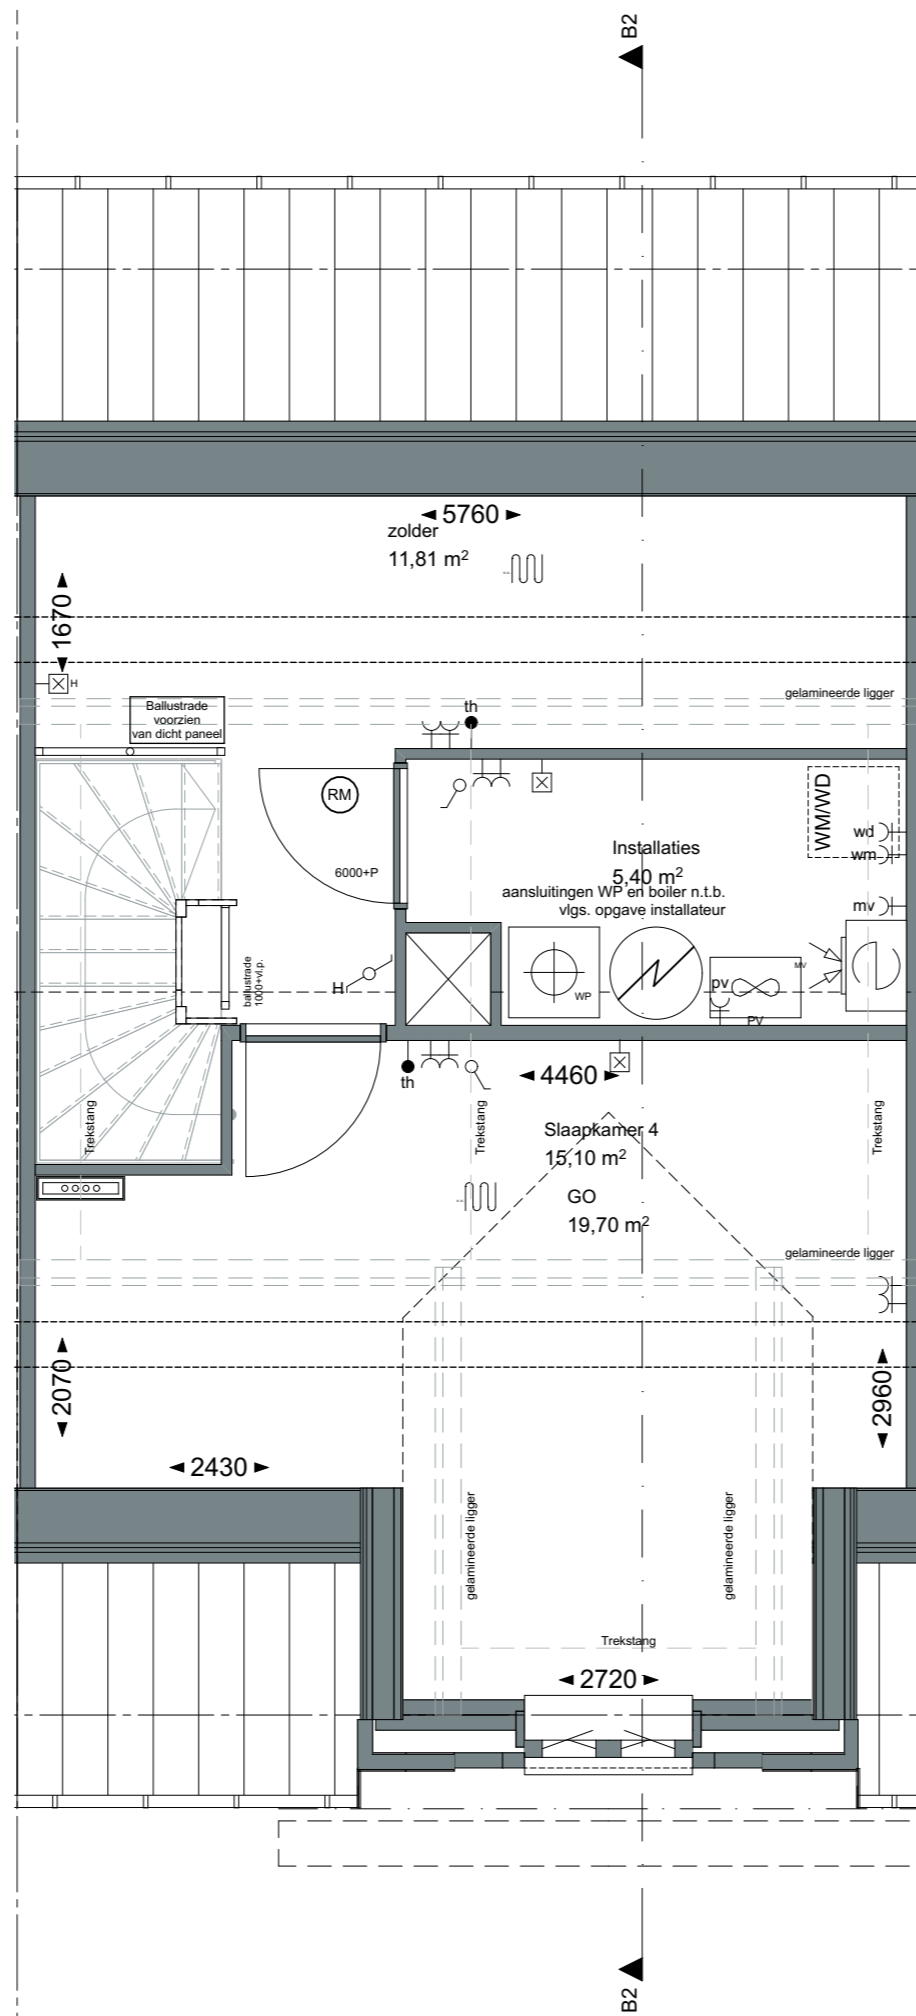 B2
5760
zolder
11,81 m²
1670
H
gelamineerde ligger
Ballustrade
voorzien
van dicht paneel
th
RM
WM/WD
wd
wm
Installaties
5,40 m²
6000+P
aansluitingen WP en boiler n.t.b.
vlgs. opgave installateur
mv
ballustrade
1000+vl.p.
H
WP
pv
MV
PV
th
4460
Trekstang
Trekstang
Trekstang
Slaapkamer 4
15,10 m²
GO
19,70 m²
gelamineerde ligger
2070
2960
2430
gelamineerde ligger
gelamineerde ligger
Trekstang
2720
B2